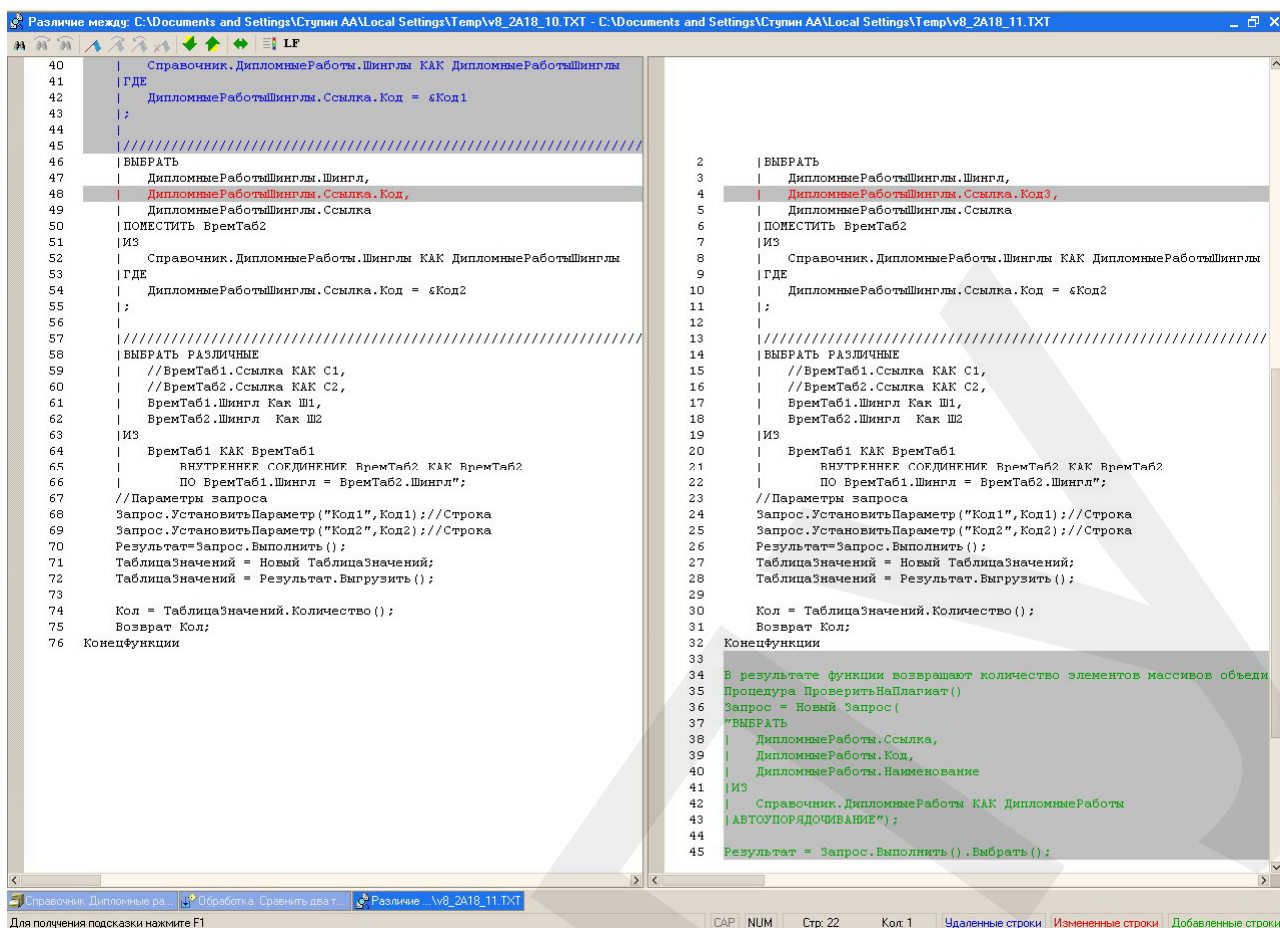 Различие между: C:\Documents and Settings\Ступин АА\Local Settings\Temp\v8_2A18_10.TXT - C:\Documents and Settings\Ступин АА\Local Settings\Temp\v8_2A18_11.TXT
LF
40 | Справочник.ДипломныеРаботы.Шинглы КАК ДипломныеРаботыШинглы
41 |ГДЕ
42 | ДипломныеРаботыШинглы.Ссылка.Код = &Код1
43 |;
44 |
45 |////////////////////////////////////////////////////////////////
46 |ВЫБРАТЬ
47 | ДипломныеРаботыШинглы.Шингл,
48 | ДипломныеРаботыШинглы.Ссылка.Код,
49 | ДипломныеРаботыШинглы.Ссылка
50 |ПОМЕСТИТЬ ВремТаб2
51 |ИЗ
52 | Справочник.ДипломныеРаботы.Шинглы КАК ДипломныеРаботыШинглы
53 |ГДЕ
54 | ДипломныеРаботыШинглы.Ссылка.Код = &Код2
55 |;
56 |
57 |////////////////////////////////////////////////////////////////
58 |ВЫБРАТЬ РАЗЛИЧНЫЕ
59 | //ВремТаб1.Ссылка КАК С1,
60 | //ВремТаб2.Ссылка КАК С2,
61 | ВремТаб1.Шингл Как Ш1,
62 | ВремТаб2.Шингл  Как Ш2
63 |ИЗ
64 | ВремТаб1 КАК ВремТаб1
65 | ВНУТРЕННЕЕ СОЕДИНЕНИЕ ВремТаб2 КАК ВремТаб2
66 | ПО ВремТаб1.Шингл = ВремТаб2.Шингл";
67 //Параметры запроса
68 Запрос.УстановитьПараметр("Код1",Код1);//Строка
69 Запрос.УстановитьПараметр("Код2",Код2);//Строка
70 Результат=Запрос.Выполнить();
71 ТаблицаЗначений = Новый ТаблицаЗначений;
72 ТаблицаЗначений = Результат.Выгрузить();
73
74 Кол = ТаблицаЗначений.Количество();
75 Возврат Кол;
76 КонецФункции
2 |ВЫБРАТЬ
3 | ДипломныеРаботыШинглы.Шингл,
4 | ДипломныеРаботыШинглы.Ссылка.Код3,
5 | ДипломныеРаботыШинглы.Ссылка
6 |ПОМЕСТИТЬ ВремТаб2
7 |ИЗ
8 | Справочник.ДипломныеРаботы.Шинглы КАК ДипломныеРаботыШинглы
9 |ГДЕ
10 | ДипломныеРаботыШинглы.Ссылка.Код = &Код2
11 |;
12 |
13 |////////////////////////////////////////////////////////////////
14 |ВЫБРАТЬ РАЗЛИЧНЫЕ
15 | //ВремТаб1.Ссылка КАК С1,
16 | //ВремТаб2.Ссылка КАК С2,
17 | ВремТаб1.Шингл Как Ш1,
18 | ВремТаб2.Шингл  Как Ш2
19 |ИЗ
20 | ВремТаб1 КАК ВремТаб1
21 | ВНУТРЕННЕЕ СОЕДИНЕНИЕ ВремТаб2 КАК ВремТаб2
22 | ПО ВремТаб1.Шингл = ВремТаб2.Шингл";
23 //Параметры запроса
24 Запрос.УстановитьПараметр("Код1",Код1);//Строка
25 Запрос.УстановитьПараметр("Код2",Код2);//Строка
26 Результат=Запрос.Выполнить();
27 ТаблицаЗначений = Новый ТаблицаЗначений;
28 ТаблицаЗначений = Результат.Выгрузить();
29
30 Кол = ТаблицаЗначений.Количество();
31 Возврат Кол;
32 КонецФункции
33
34 В результате функции возвращают количество элементов массивов объеди
35 Процедура ПроверитьНаПлагиат()
36 Запрос = Новый Запрос(
37 "ВЫБРАТЬ
38 | ДипломныеРаботы.Ссылка,
39 | ДипломныеРаботы.Код,
40 | ДипломныеРаботы.Наименование
41 |ИЗ
42 | Справочник.ДипломныеРаботы КАК ДипломныеРаботы
43 |АВТОУПОРЯДОЧИВАНИЕ");
44
45 Результат = Запрос.Выполнить().Выбрать();
Справочник Дипломные ра... Обработка Сравнить два т... Различие ...\v8_2A18_11.TXT
Для получения подсказки нажмите F1 CAP NUM Стр: 22 Кол: 1 Удаленные строки Измененные строки Добавленные строки